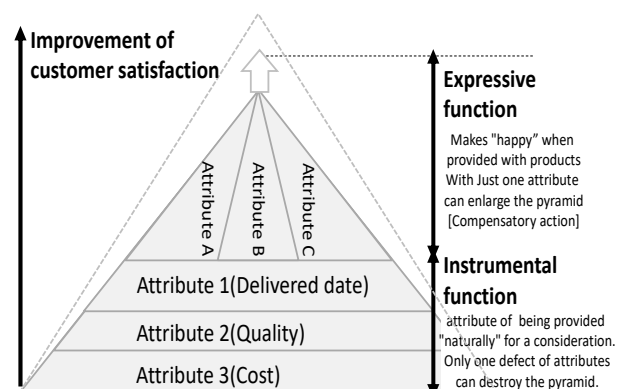 Improvement of
customer satisfaction
Expressive
function
Makes "happy" when
provided with products
With Just one attribute
can enlarge the pyramid
[Compensatory action]
Attribute A
Attribute B
Attribute C
Instrumental
function
attribute of being provided
"naturally" for a consideration.
Only one defect of attributes
can destroy the pyramid.
Attribute 1(Delivered date)
Attribute 2(Quality)
Attribute 3(Cost)